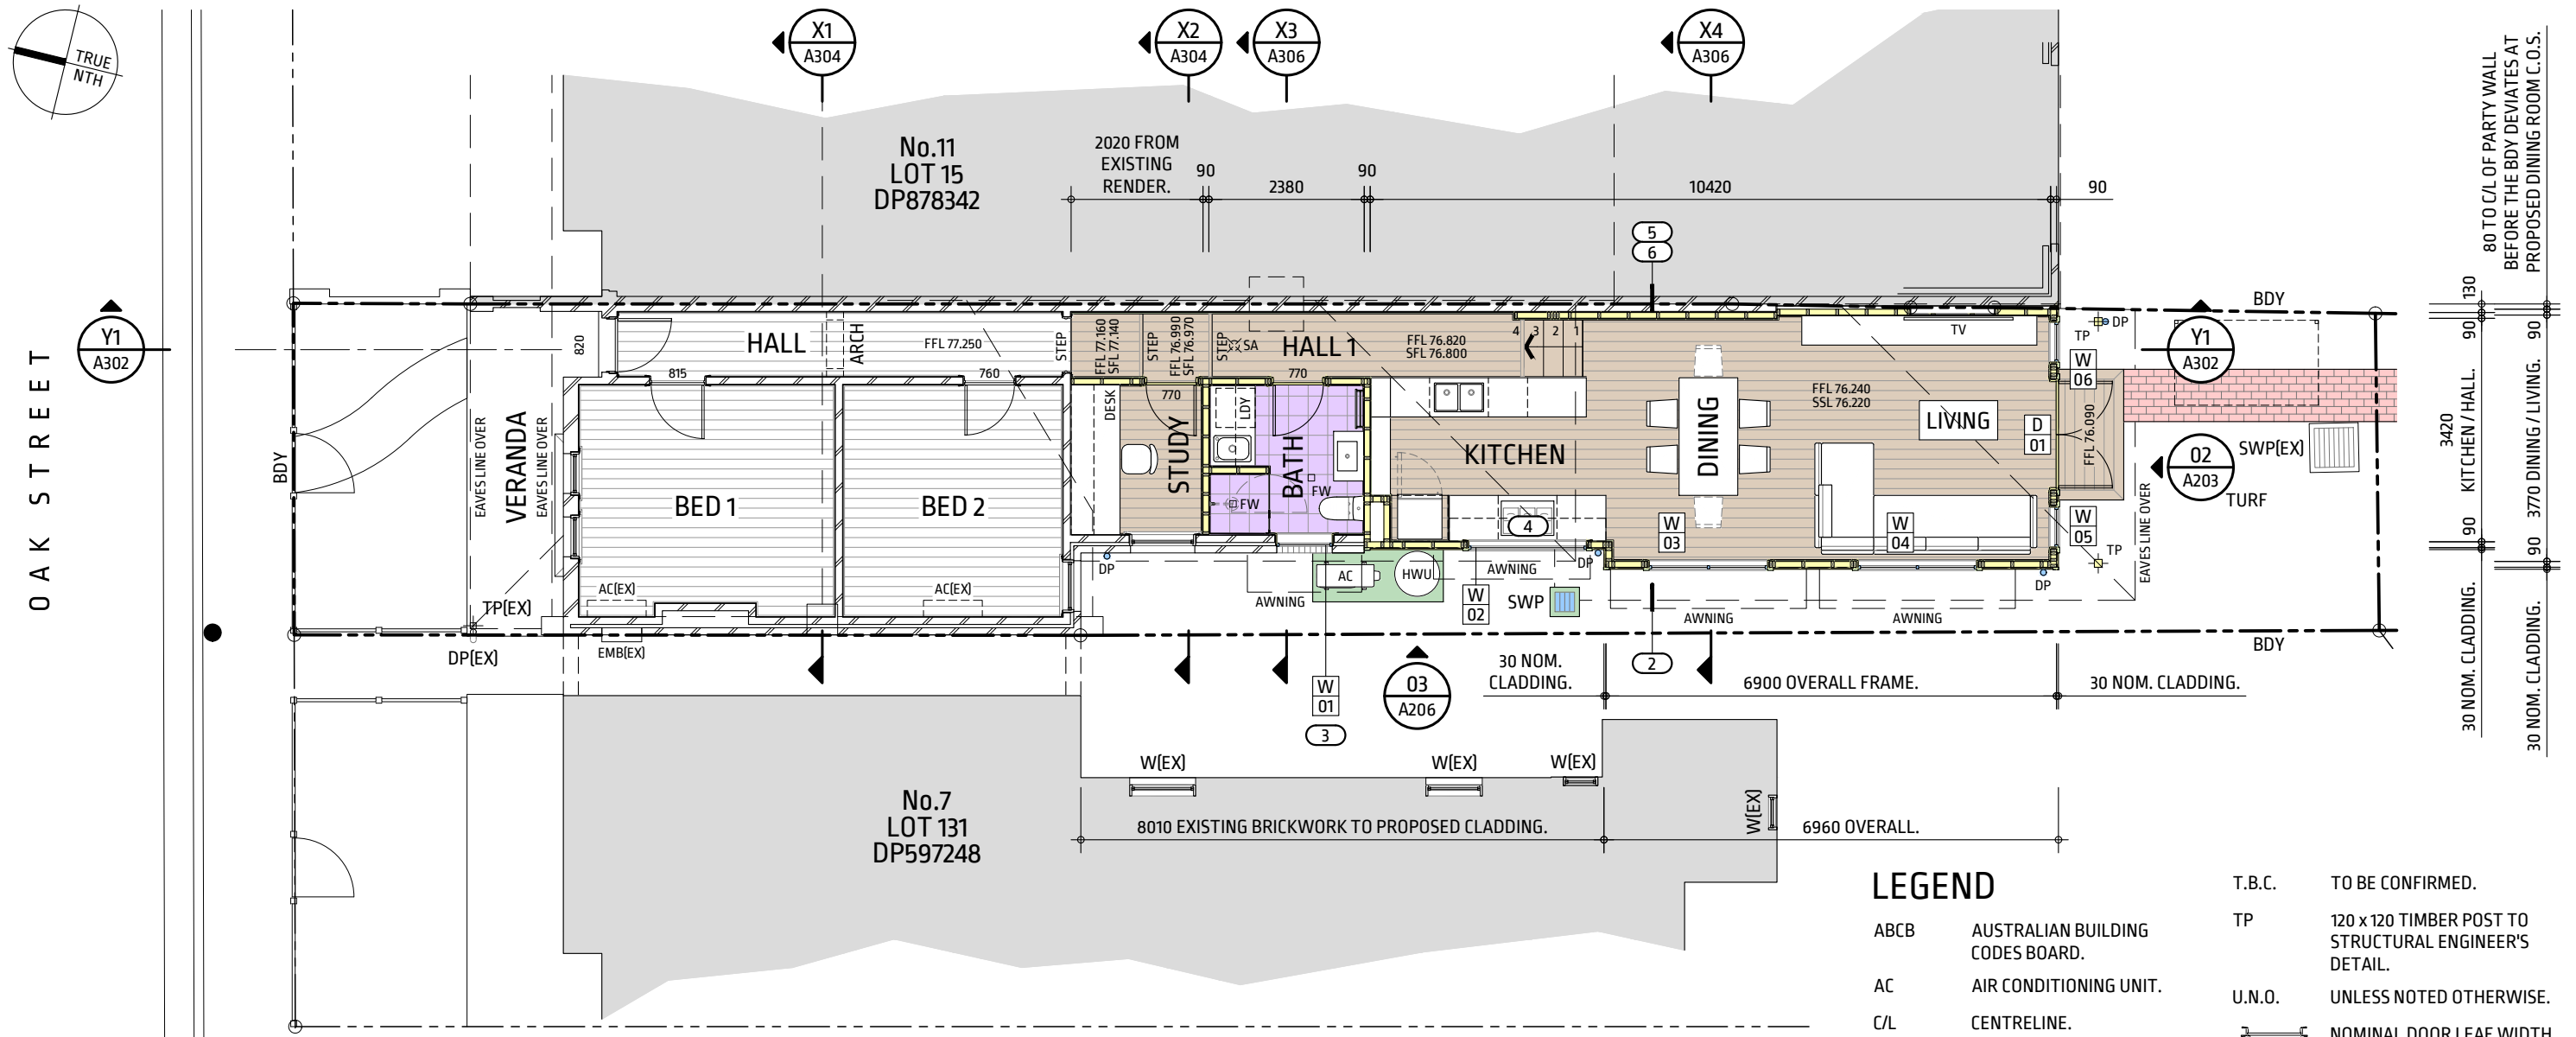 TRUE
NTH
X1
A304
X2
A304
X3
A306
X4
A306
No.11
LOT 15
DP878342
2020 FROM
EXISTING
RENDER.
90
2380
90
10420
90
5
6
80 TO C/L OF PARTY WALL
BEFORE THE BDY DEVIATES AT
PROPOSED DINING ROOM C.O.S.
130
90
90
3420
KITCHEN / HALL.
3770 DINING / LIVING.
90
90
30 NOM. CLADDING.
30 NOM. CLADDING.
OAK STREET
Y1
A302
BDY
EAVES LINE OVER
VERANDA
EAVES LINE OVER
820
HALL
ARCH
FFL 77.250
STEP
FFL 77.160
SFL 77.140
STEP
FFL 76.990
SFL 76.970
STEP
SA
HALL 1
FFL 76.820
SFL 76.800
4
3
2
1
TV
TP
DP
BDY
Y1
A302
W
06
815
760
770
770
BED 1
BED 2
DESK
STUDY
LDY
BATH
FW
FW
KITCHEN
4
DINING
FFL 76.240
SSL 76.220
LIVING
D
01
FFL 76.090
02
A203
SWP(EX)
TURF
W
03
W
04
W
05
TP
EAVES LINE OVER
AC(EX)
AC(EX)
TP(EX)
DP
AC
HWU
AWNING
AWNING
DP
DP
W
02
SWP
AWNING
AWNING
DP(EX)
EMB(EX)
BDY
W
01
3
03
A206
30 NOM.
CLADDING.
2
6900 OVERALL FRAME.
30 NOM. CLADDING.
W(EX)
W(EX)
W(EX)
W(EX)
No.7
LOT 131
DP597248
8010 EXISTING BRICKWORK TO PROPOSED CLADDING.
6960 OVERALL.
LEGEND
ABCB AUSTRALIAN BUILDING
CODES BOARD.
AC AIR CONDITIONING UNIT.
C/L CENTRELINE.
T.B.C. TO BE CONFIRMED.
TP 120 x 120 TIMBER POST TO
STRUCTURAL ENGINEER'S
DETAIL.
U.N.O. UNLESS NOTED OTHERWISE.
NOMINAL DOOR LEAF WIDTH